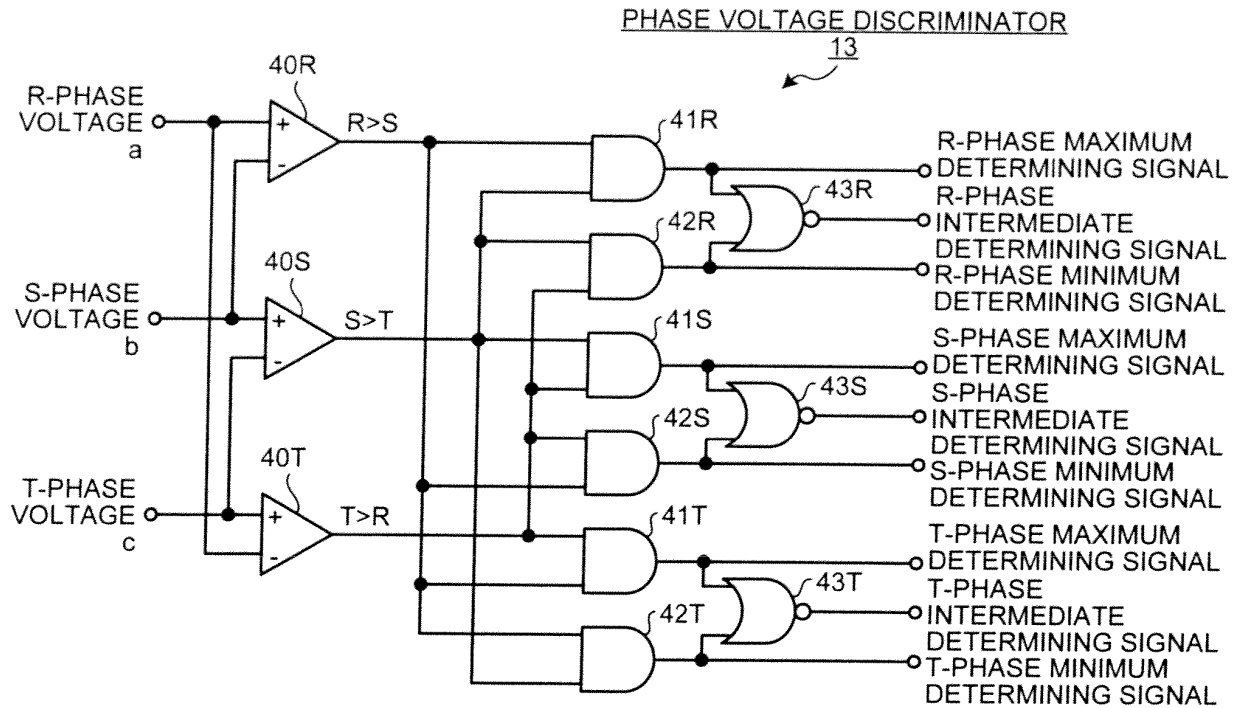 PHASE VOLTAGE DISCRIMINATOR
13
R-PHASE
VOLTAGE
a
40R
+
-
R>S
S-PHASE
VOLTAGE
b
40S
+
-
S>T
T-PHASE
VOLTAGE
c
40T
+
-
T>R
41R
42R
43R
41S
42S
43S
41T
42T
43T
R-PHASE MAXIMUM
DETERMINING SIGNAL
R-PHASE
INTERMEDIATE
DETERMINING SIGNAL
R-PHASE MINIMUM
DETERMINING SIGNAL
S-PHASE MAXIMUM
DETERMINING SIGNAL
S-PHASE
INTERMEDIATE
DETERMINING SIGNAL
S-PHASE MINIMUM
DETERMINING SIGNAL
T-PHASE MAXIMUM
DETERMINING SIGNAL
T-PHASE
INTERMEDIATE
DETERMINING SIGNAL
T-PHASE MINIMUM
DETERMINING SIGNAL